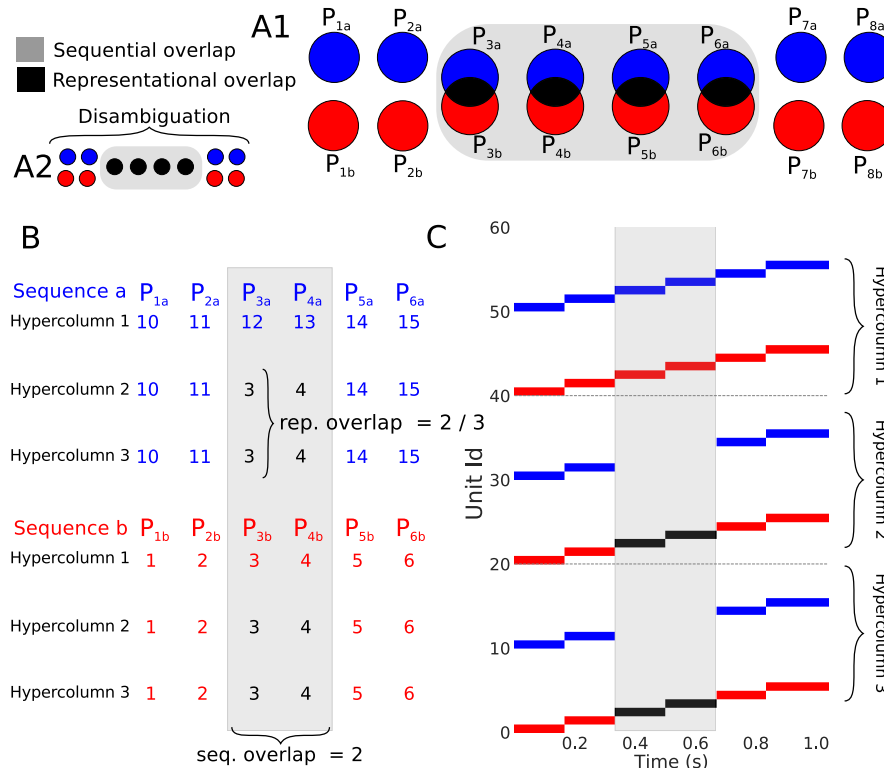 Sequential overlap
Representational overlap
Disambiguation
A2
A1
P1a P2a P3a P4a P5a P6a P7a P8a
P1b P2b P3b P4b P5b P6b P7b P8b
B
Sequence a P1a P2a P3a P4a P5a P6a
Hypercolumn 1 10 11 12 13 14 15
Hypercolumn 2 10 11 3 4 14 15
rep. overlap = 2 / 3
Hypercolumn 3 10 11 3 4 14 15
Sequence b P1b P2b P3b P4b P5b P6b
Hypercolumn 1 1 2 3 4 5 6
Hypercolumn 2 1 2 3 4 5 6
Hypercolumn 3 1 2 3 4 5 6
seq. overlap = 2
C
60
50
40
30
20
10
0
Unit Id
0.2 0.4 0.6 0.8 1.0
Time (s)
Hypercolumn 1
Hypercolumn 2
Hypercolumn 3